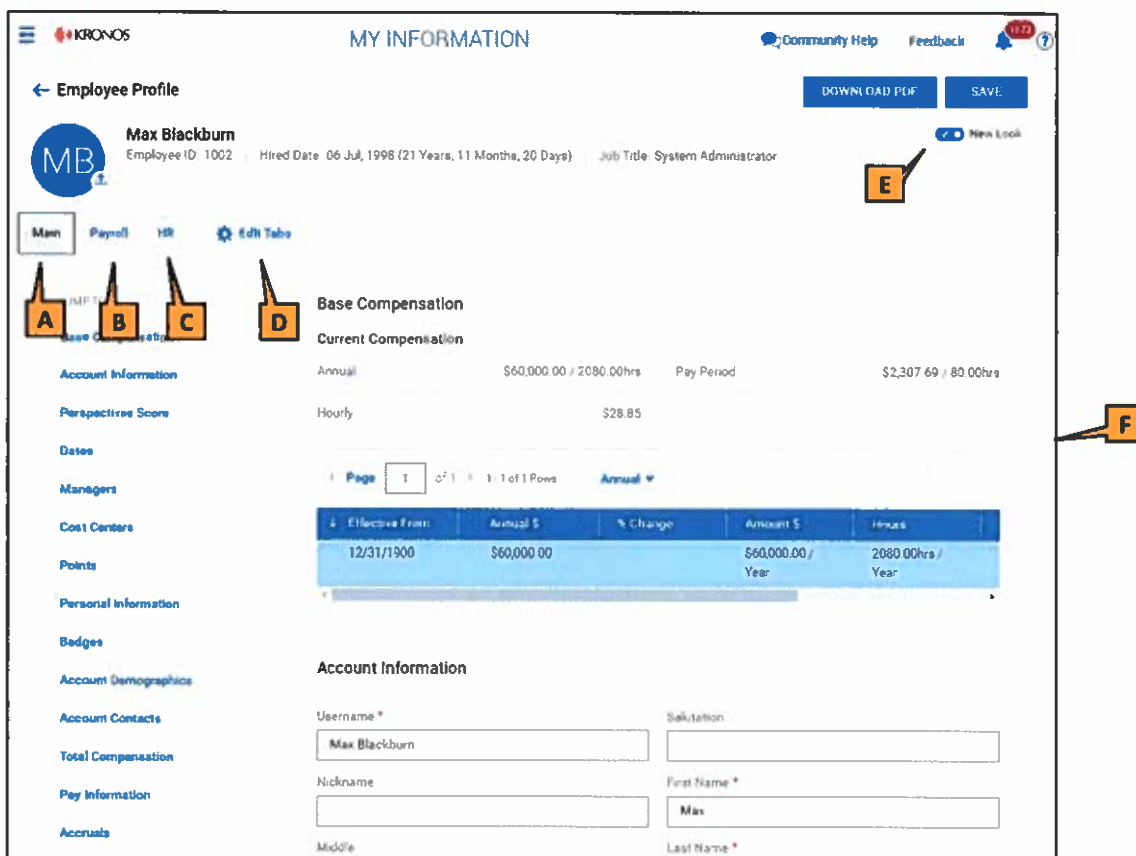 KRONOS
MY INFORMATION
Community Help
Feedback
?
← Employee Profile
DOWNLOAD PDF
SAVE
MB
Max Blackburn
Employee ID: 1002
Hired Date: 06 Jul, 1998 (21 Years, 11 Months, 20 Days)
Job Title: System Administrator
New Look
E
Main
Payroll
HR
Edit Tabs
A
B
C
D
Base Compensation
Current Compensation
Annual
$60,000.00 / 2080.00hrs
Pay Period
$2,307.69 / 80.00hrs
Hourly
$28.85
Page 1 of 1
1 - 1 of 1 Rows
Annual
Effective From
Annual $
% Change
Amount $
Hours
12/31/1900
$60,000.00
$60,000.00 /
Year
2080.00hrs /
Year
F
Account Information
Perspectives Score
Dates
Managers
Cost Centers
Points
Personal Information
Badges
Account Demographics
Account Contacts
Total Compensation
Pay Information
Accruals
Account Information
Username *
Max Blackburn
Salutation
Nickname
First Name *
Max
Middle
Last Name *